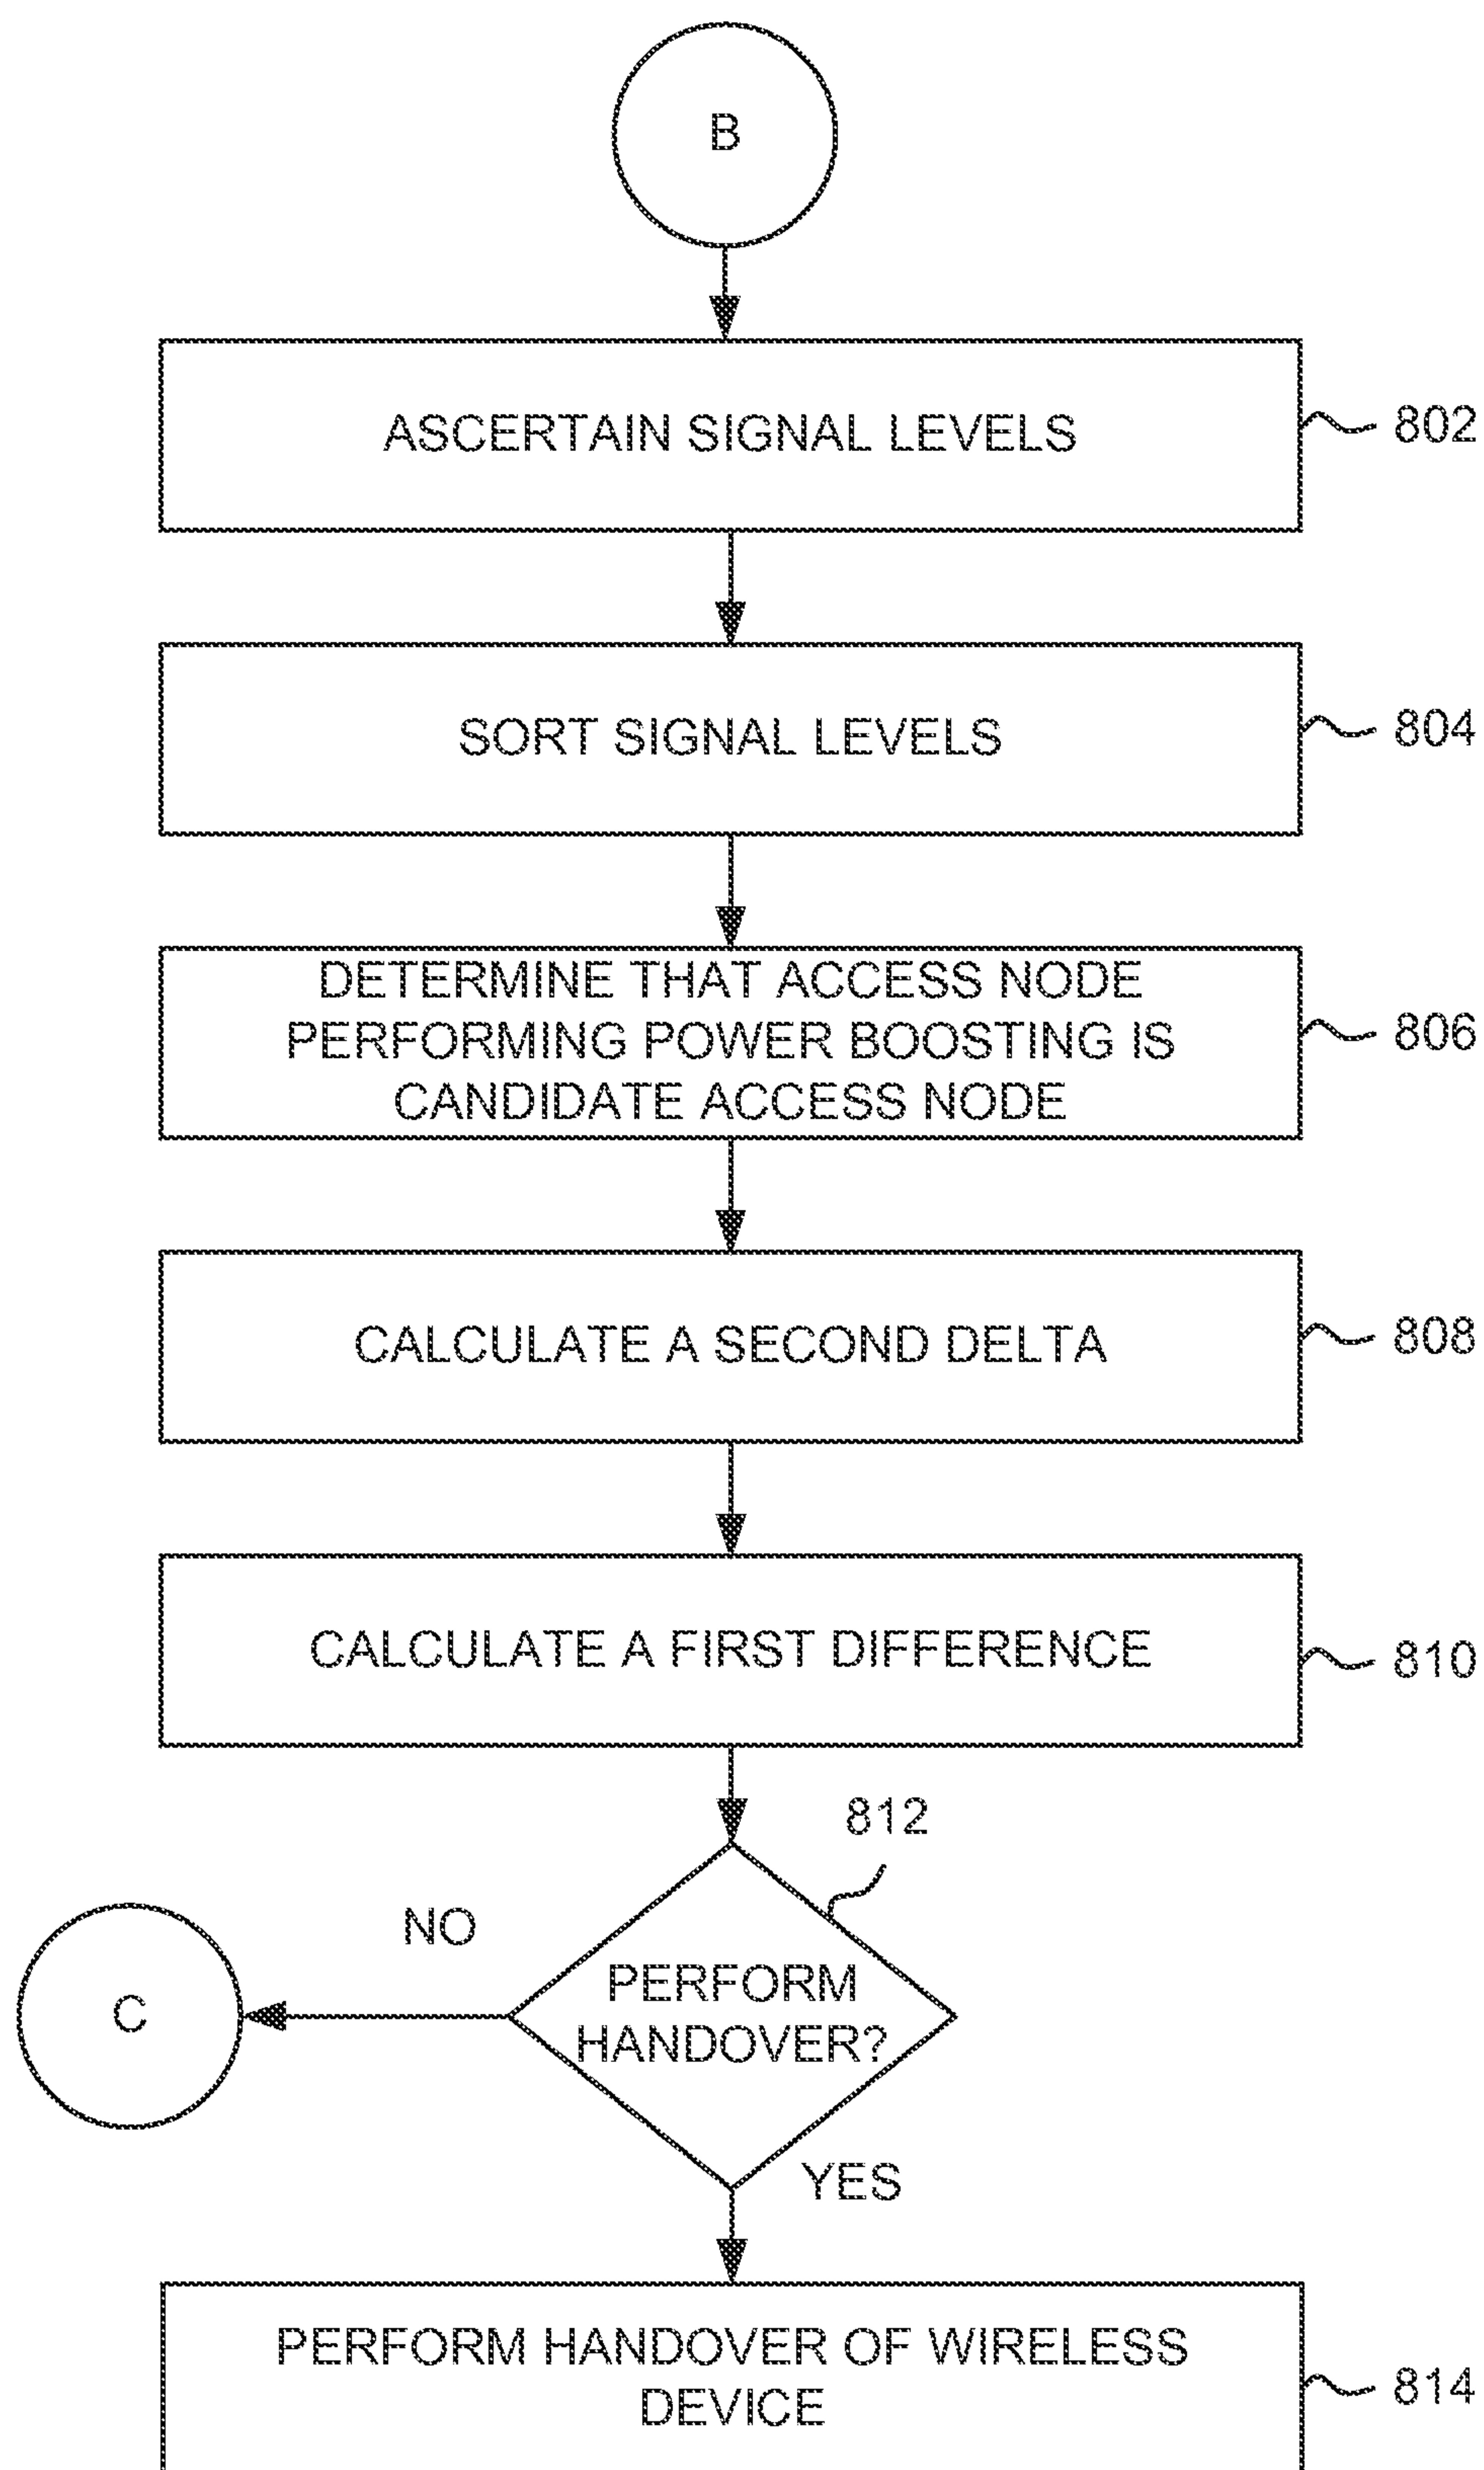 B
ASCERTAIN SIGNAL LEVELS
802
SORT SIGNAL LEVELS
804
DETERMINE THAT ACCESS NODE
PERFORMING POWER BOOSTING IS
CANDIDATE ACCESS NODE
806
CALCULATE A SECOND DELTA
808
CALCULATE A FIRST DIFFERENCE
810
812
NO
C
PERFORM
HANDOVER?
YES
PERFORM HANDOVER OF WIRELESS
DEVICE
814